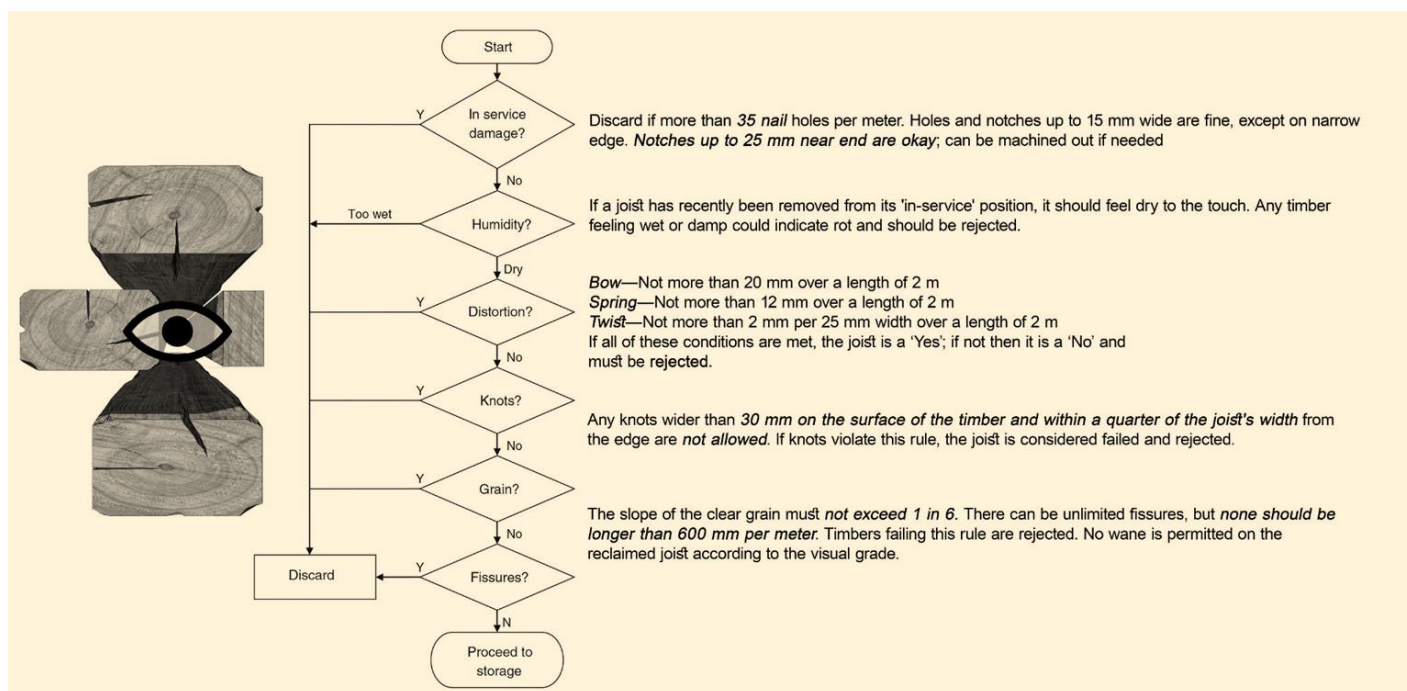 Start
In service
damage?
Y
No
Discard if more than 35 nail holes per meter. Holes and notches up to 15 mm wide are fine, except on narrow
edge. Notches up to 25 mm near end are okay; can be machined out if needed
Humidity?
Too wet
Dry
If a joist has recently been removed from its 'in-service' position, it should feel dry to the touch. Any timber
feeling wet or damp could indicate rot and should be rejected.
Distortion?
Y
No
Bow—Not more than 20 mm over a length of 2 m
Spring—Not more than 12 mm over a length of 2 m
Twist—Not more than 2 mm per 25 mm width over a length of 2 m
If all of these conditions are met, the joist is a ‘Yes’; if not then it is a ‘No’ and
must be rejected.
Knots?
Y
No
Any knots wider than 30 mm on the surface of the timber and within a quarter of the joist's width from
the edge are not allowed. If knots violate this rule, the joist is considered failed and rejected.
Grain?
Y
No
The slope of the clear grain must not exceed 1 in 6. There can be unlimited fissures, but none should be
longer than 600 mm per meter. Timbers failing this rule are rejected. No wane is permitted on the
reclaimed joist according to the visual grade.
Fissures?
Y
N
Discard
Proceed to
storage